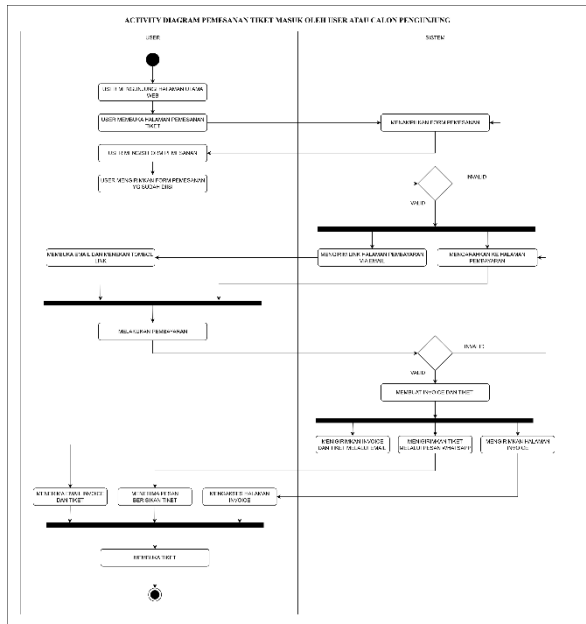 ACTIVITY DIAGRAM PEMESANAN TIKET MASUK OLEH USER ATAU CALON PENGUNJUNG
USER
SISTEM
USER MENGUNJUNGI HALAMAN UTAMA
WEB
USER MEMBUKA HALAMAN PEMESANAN
TIKET
MENAMPILKAN FORM PEMESANAN
USER MENGISI FORM PEMESANAN
USER MENGIRIMKAN FORM PEMESANAN
YG SUDAH DIISI
INVALID
VALID
MEMBUKA EMAIL DAN MENEKAN TOMBOL
LINK
MENGIRIM LINK HALAMAN PEMBAYARAN
VIA EMAIL
MENGARAHKAN KE HALAMAN
PEMBAYARAN
MELAKUKAN PEMBAYARAN
INVALID
VALID
MEMBUAT INVOICE DAN TIKET
MENGIRIMKAN INVOICE
DAN TIKET MELALUI EMAIL
MENGIRIMKAN TIKET
MELALUI PESAN WHATSAPP
MENGIRIMKAN HALAMAN
INVOICE
MENERIMA EMAIL INVOICE
DAN TIKET
MENERIMA PESAN
BERISIKAN TIKET
MENGAKSES HALAMAN
INVOICE
MEMBUKA TIKET